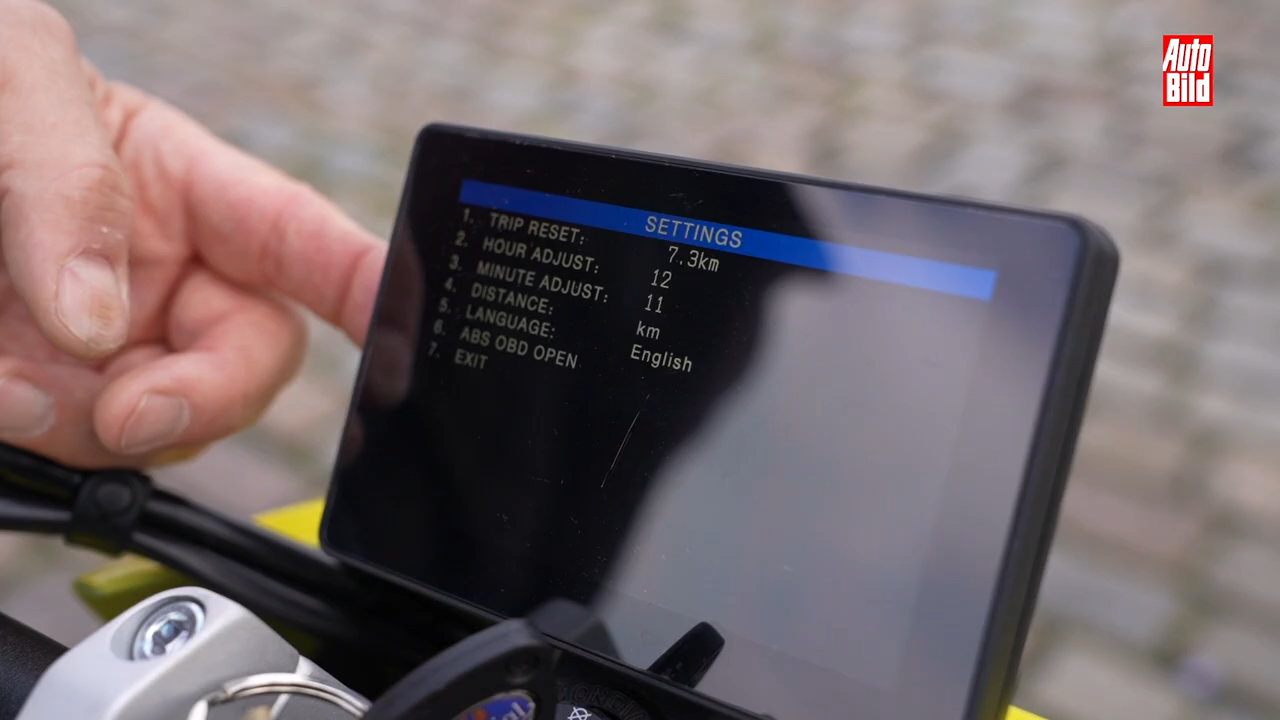 Auto
Bild
SETTINGS
1. TRIP RESET: 7.3km
2. HOUR ADJUST: 12
3. MINUTE ADJUST: 11
4. DISTANCE: km
5. LANGUAGE: English
6. ABS OBD OPEN
7. EXIT